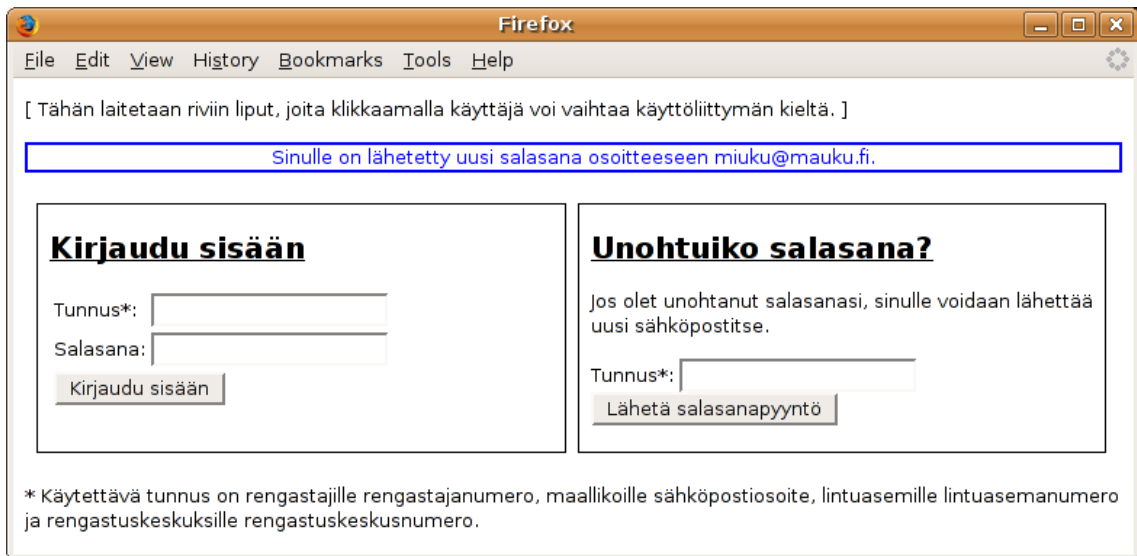 Firefox
File Edit View History Bookmarks Tools Help
[ Tähän laitetaan riviin liput, joita klikkaamalla käyttäjä voi vaihtaa käyttöliittymän kieltä. ]
Sinulle on lähetetty uusi salasana osoitteeseen miuku@mauku.fi.
Kirjaudu sisään
Tunnus*:
Salasana:
Kirjaudu sisään
Unohtuiko salasana?
Jos olet unohtanut salasanasi, sinulle voidaan lähettää
uusi sähköpostitse.
Tunnus*:
Lähetä salasanapyyntö
* Käytettävä tunnus on rengastajille rengastajanumero, maallikoille sähköpostiosoite, lintuasemille lintuasemanumero
ja rengastuskeskuksille rengastuskeskusnumero.